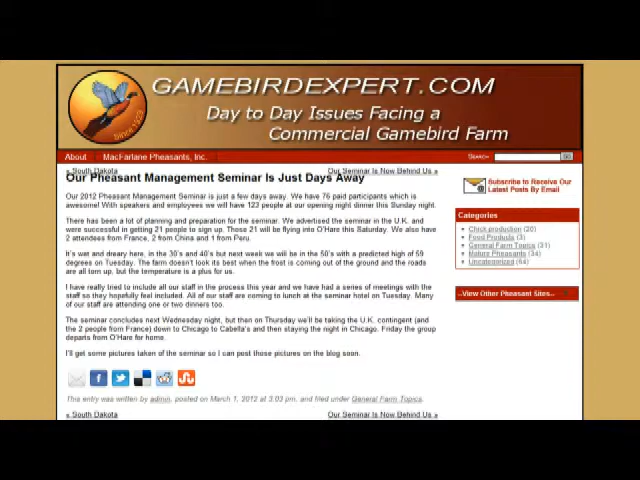 GAMEBIRDEXPERT.COM
Day to Day Issues Facing a
Commercial Gamebird Farm
Since 1923
About
MacFarlane Pheasants, Inc.
SEARCH
GO
« South Dakota
Our Seminar Is Now Behind Us »
Our Pheasant Management Seminar Is Just Days Away
Our 2012 Pheasant Management Seminar is just a few days away. We have 76 paid participants which is
awesome! With speakers and employees we will have 123 people at our opening night dinner this Sunday night.
There has been a lot of planning and preparation for the seminar. We advertised the seminar in the U.K. and
were successful in getting 21 people to sign up. Those 21 will be flying into O'Hare this Saturday. We also have
2 attendees from France, 2 from China and 1 from Peru.
It's wet and dreary here, in the 30's and 40's but next week we will be in the 50's with a predicted high of 59
degrees on Tuesday. The farm doesn't look its best when the frost is coming out of the ground and the roads
are all torn up, but the temperature is a plus for us.
I have really tried to include all our staff in the process this year and we have had a series of meetings with the
staff so they hopefully feel included. All of our staff are coming to lunch at the seminar hotel on Tuesday. Many
of our staff are attending one or two dinners too.
The seminar concludes next Wednesday night, but then on Thursday we'll be taking the U.K. contingent (and
the 2 people from France) down to Chicago to Cabella's and then staying the night in Chicago. Friday the group
departs from O'Hare for home.
I'll get some pictures taken of the seminar so I can post those pictures on the blog soon.
This entry was written by admin, posted on March 1, 2012 at 3:03 pm, and filed under General Farm Topics.
« South Dakota
Our Seminar Is Now Behind Us »
Subscribe to Receive Our
Latest Posts By Email
Categories
Chick production (20)
Food Products (3)
General Farm Topics (31)
Mature Pheasants (34)
Uncategorized (64)
--View Other Pheasant Sites--